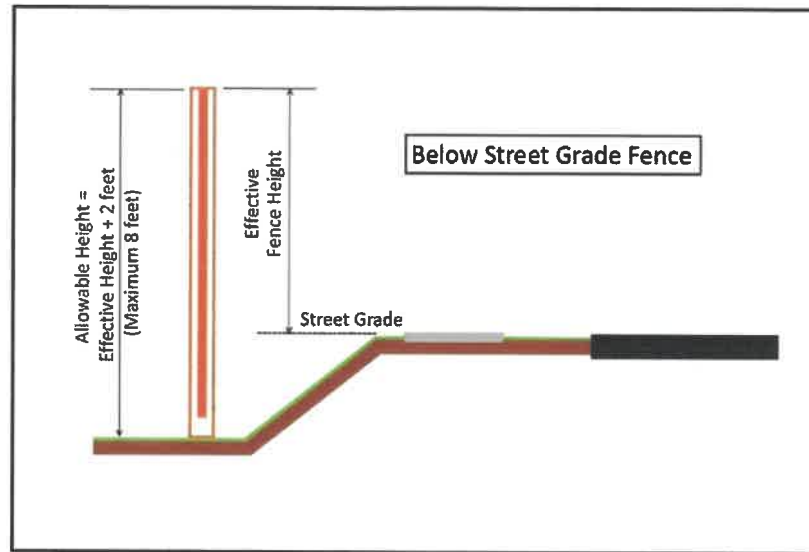 Below Street Grade Fence
Allowable Height =
Effective Height + 2 feet
(Maximum 8 feet)
Effective
Fence Height
Street Grade